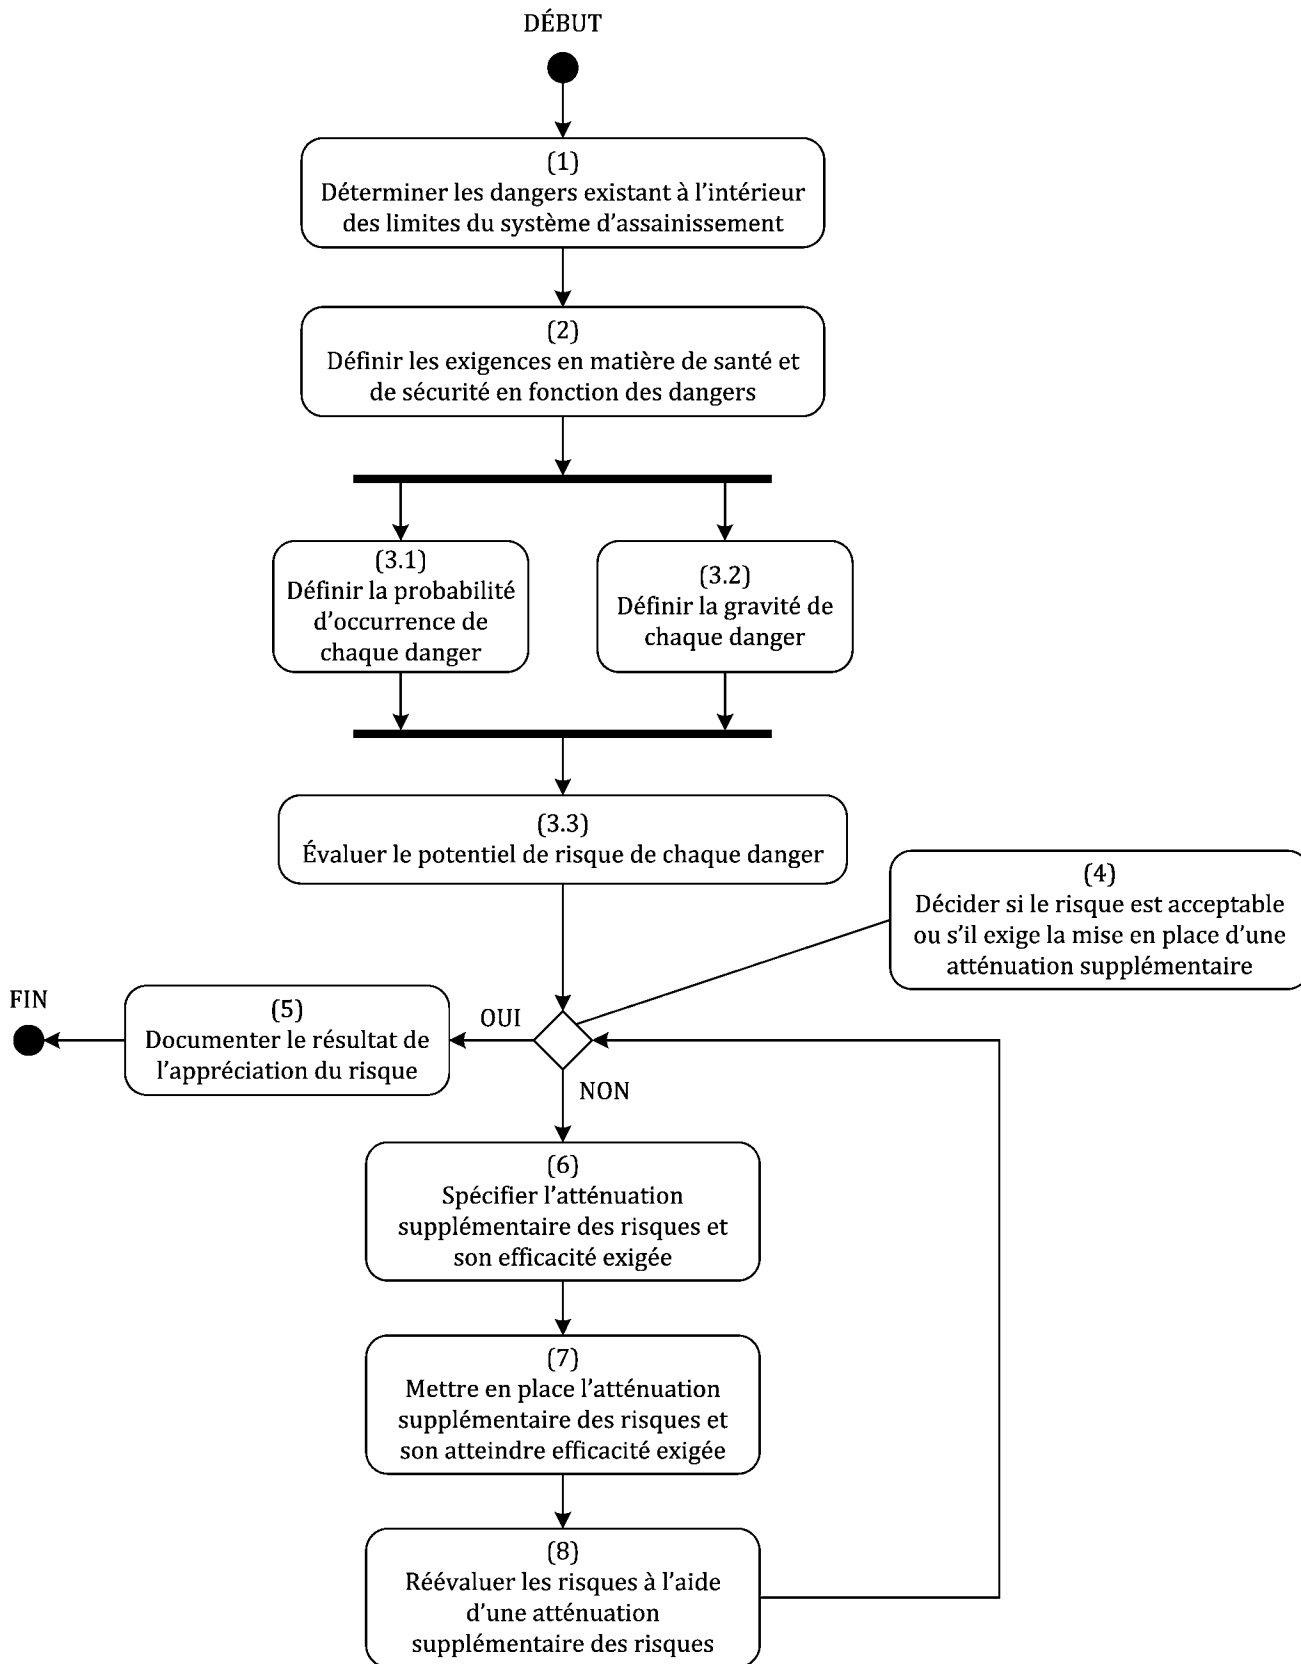 DÉBUT
(1)
Déterminer les dangers existant à l'intérieur
des limites du système d'assainissement
(2)
Définir les exigences en matière de santé et
de sécurité en fonction des dangers
(3.1)
Définir la probabilité
d'occurrence de
chaque danger
(3.2)
Définir la gravité de
chaque danger
(3.3)
Évaluer le potentiel de risque de chaque danger
(4)
Décider si le risque est acceptable
ou s'il exige la mise en place d'une
atténuation supplémentaire
FIN
(5)
Documenter le résultat de
l'appréciation du risque
OUI
NON
(6)
Spécifier l'atténuation
supplémentaire des risques et
son efficacité exigée
(7)
Mettre en place l'atténuation
supplémentaire des risques et
son atteindre efficacité exigée
(8)
Réévaluer les risques à l'aide
d'une atténuation
supplémentaire des risques